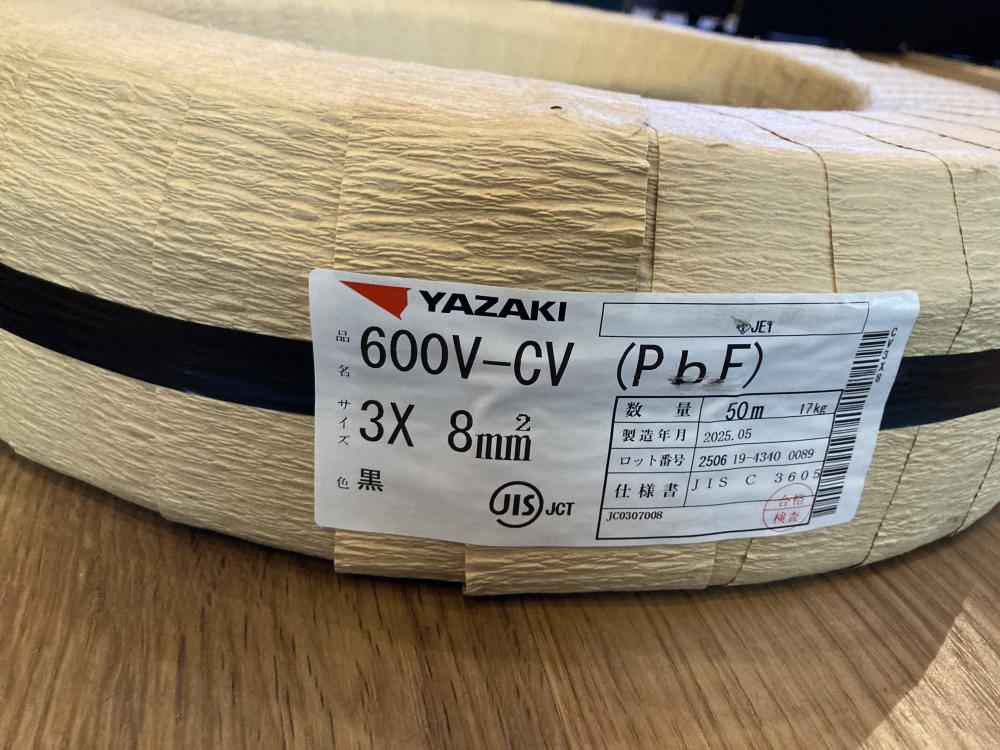 YAZAKI
JET
品名 600V-CV (PbF)
サイズ 3X 8mm²
色 黒
JIS JCT
数量 50m 17kg
製造年月 2025.05
ロット番号 2506 19-4340 0089
仕様書 JIS C 3605
JC0307008
合格
検査
CV3X8